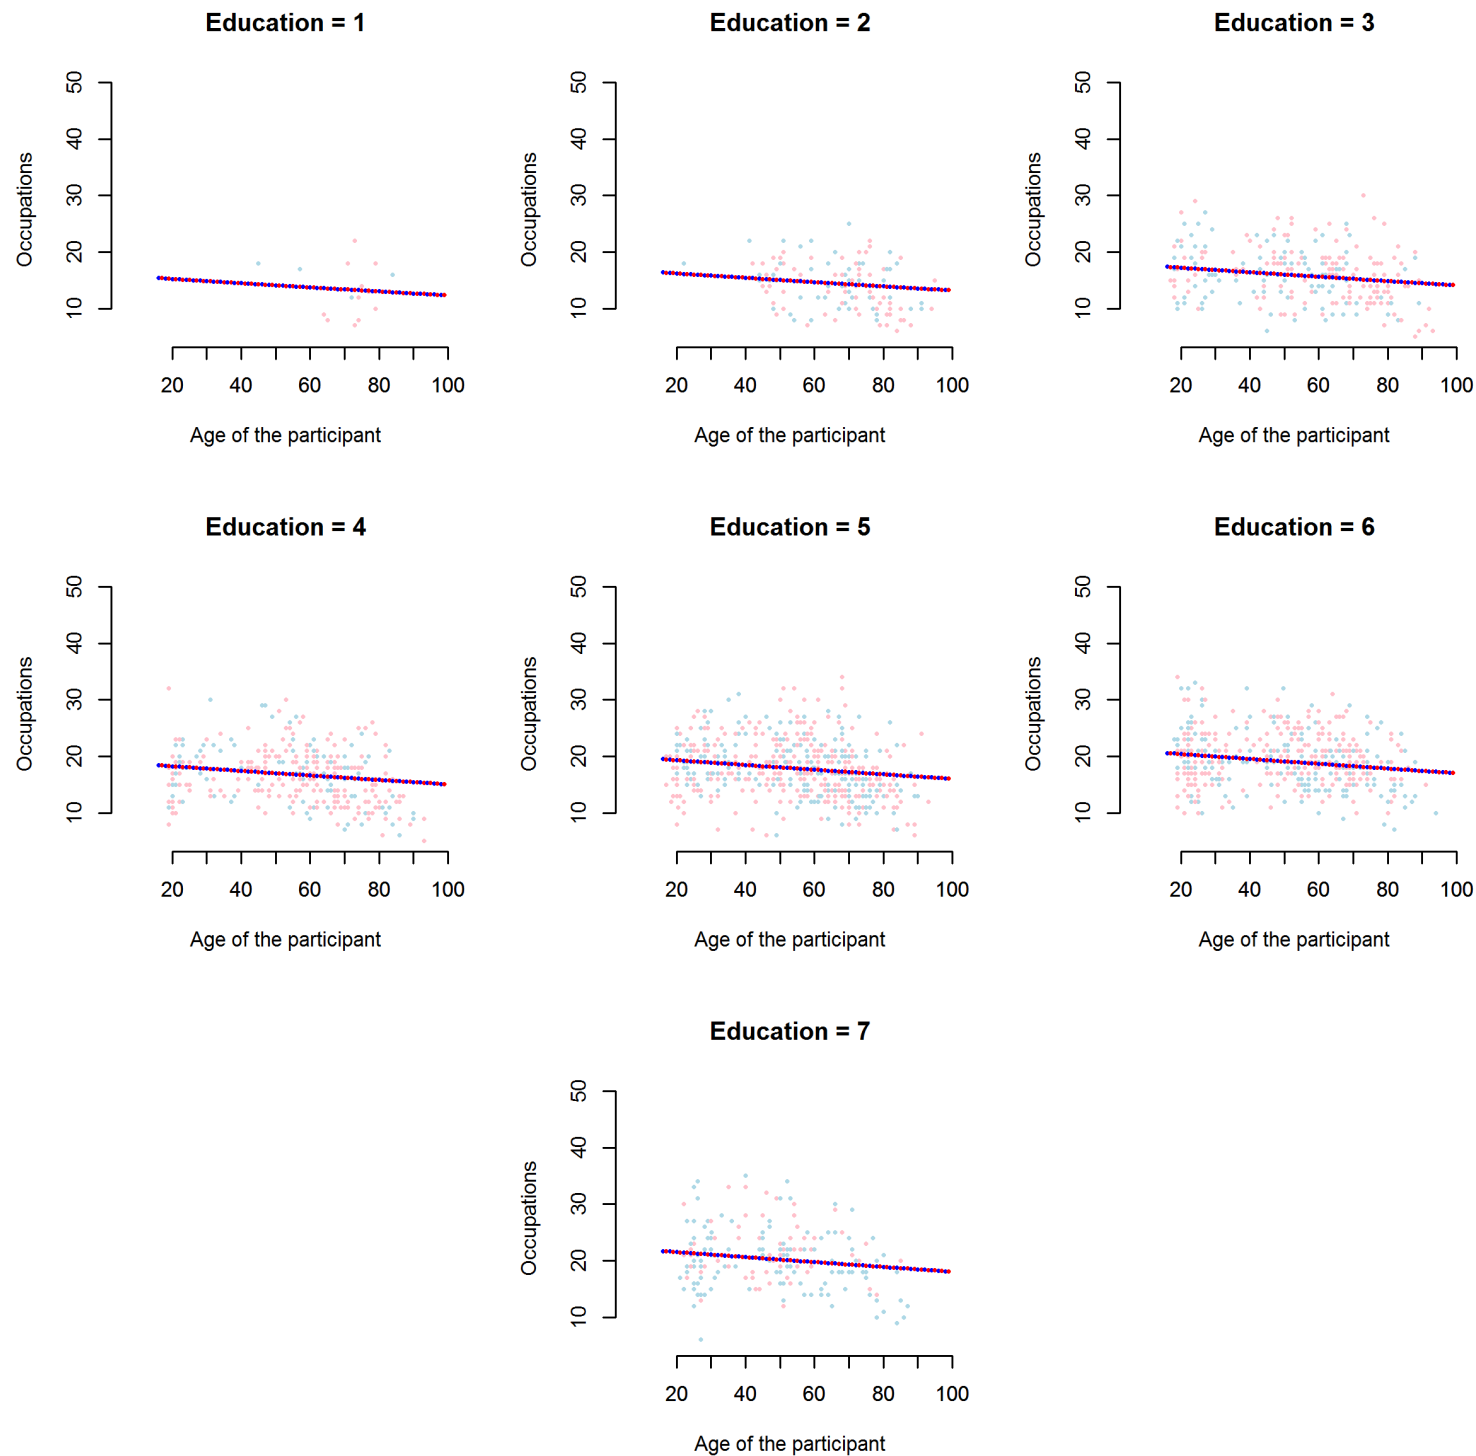 Education = 1
Education = 2
Education = 3
50
40
30
20
10
Occupations
20 40 60 80 100
Age of the participant
50
40
30
20
10
Occupations
20 40 60 80 100
Age of the participant
50
40
30
20
10
Occupations
20 40 60 80 100
Age of the participant
Education = 4
Education = 5
Education = 6
50
40
30
20
10
Occupations
20 40 60 80 100
Age of the participant
50
40
30
20
10
Occupations
20 40 60 80 100
Age of the participant
50
40
30
20
10
Occupations
20 40 60 80 100
Age of the participant
Education = 7
50
40
30
20
10
Occupations
20 40 60 80 100
Age of the participant